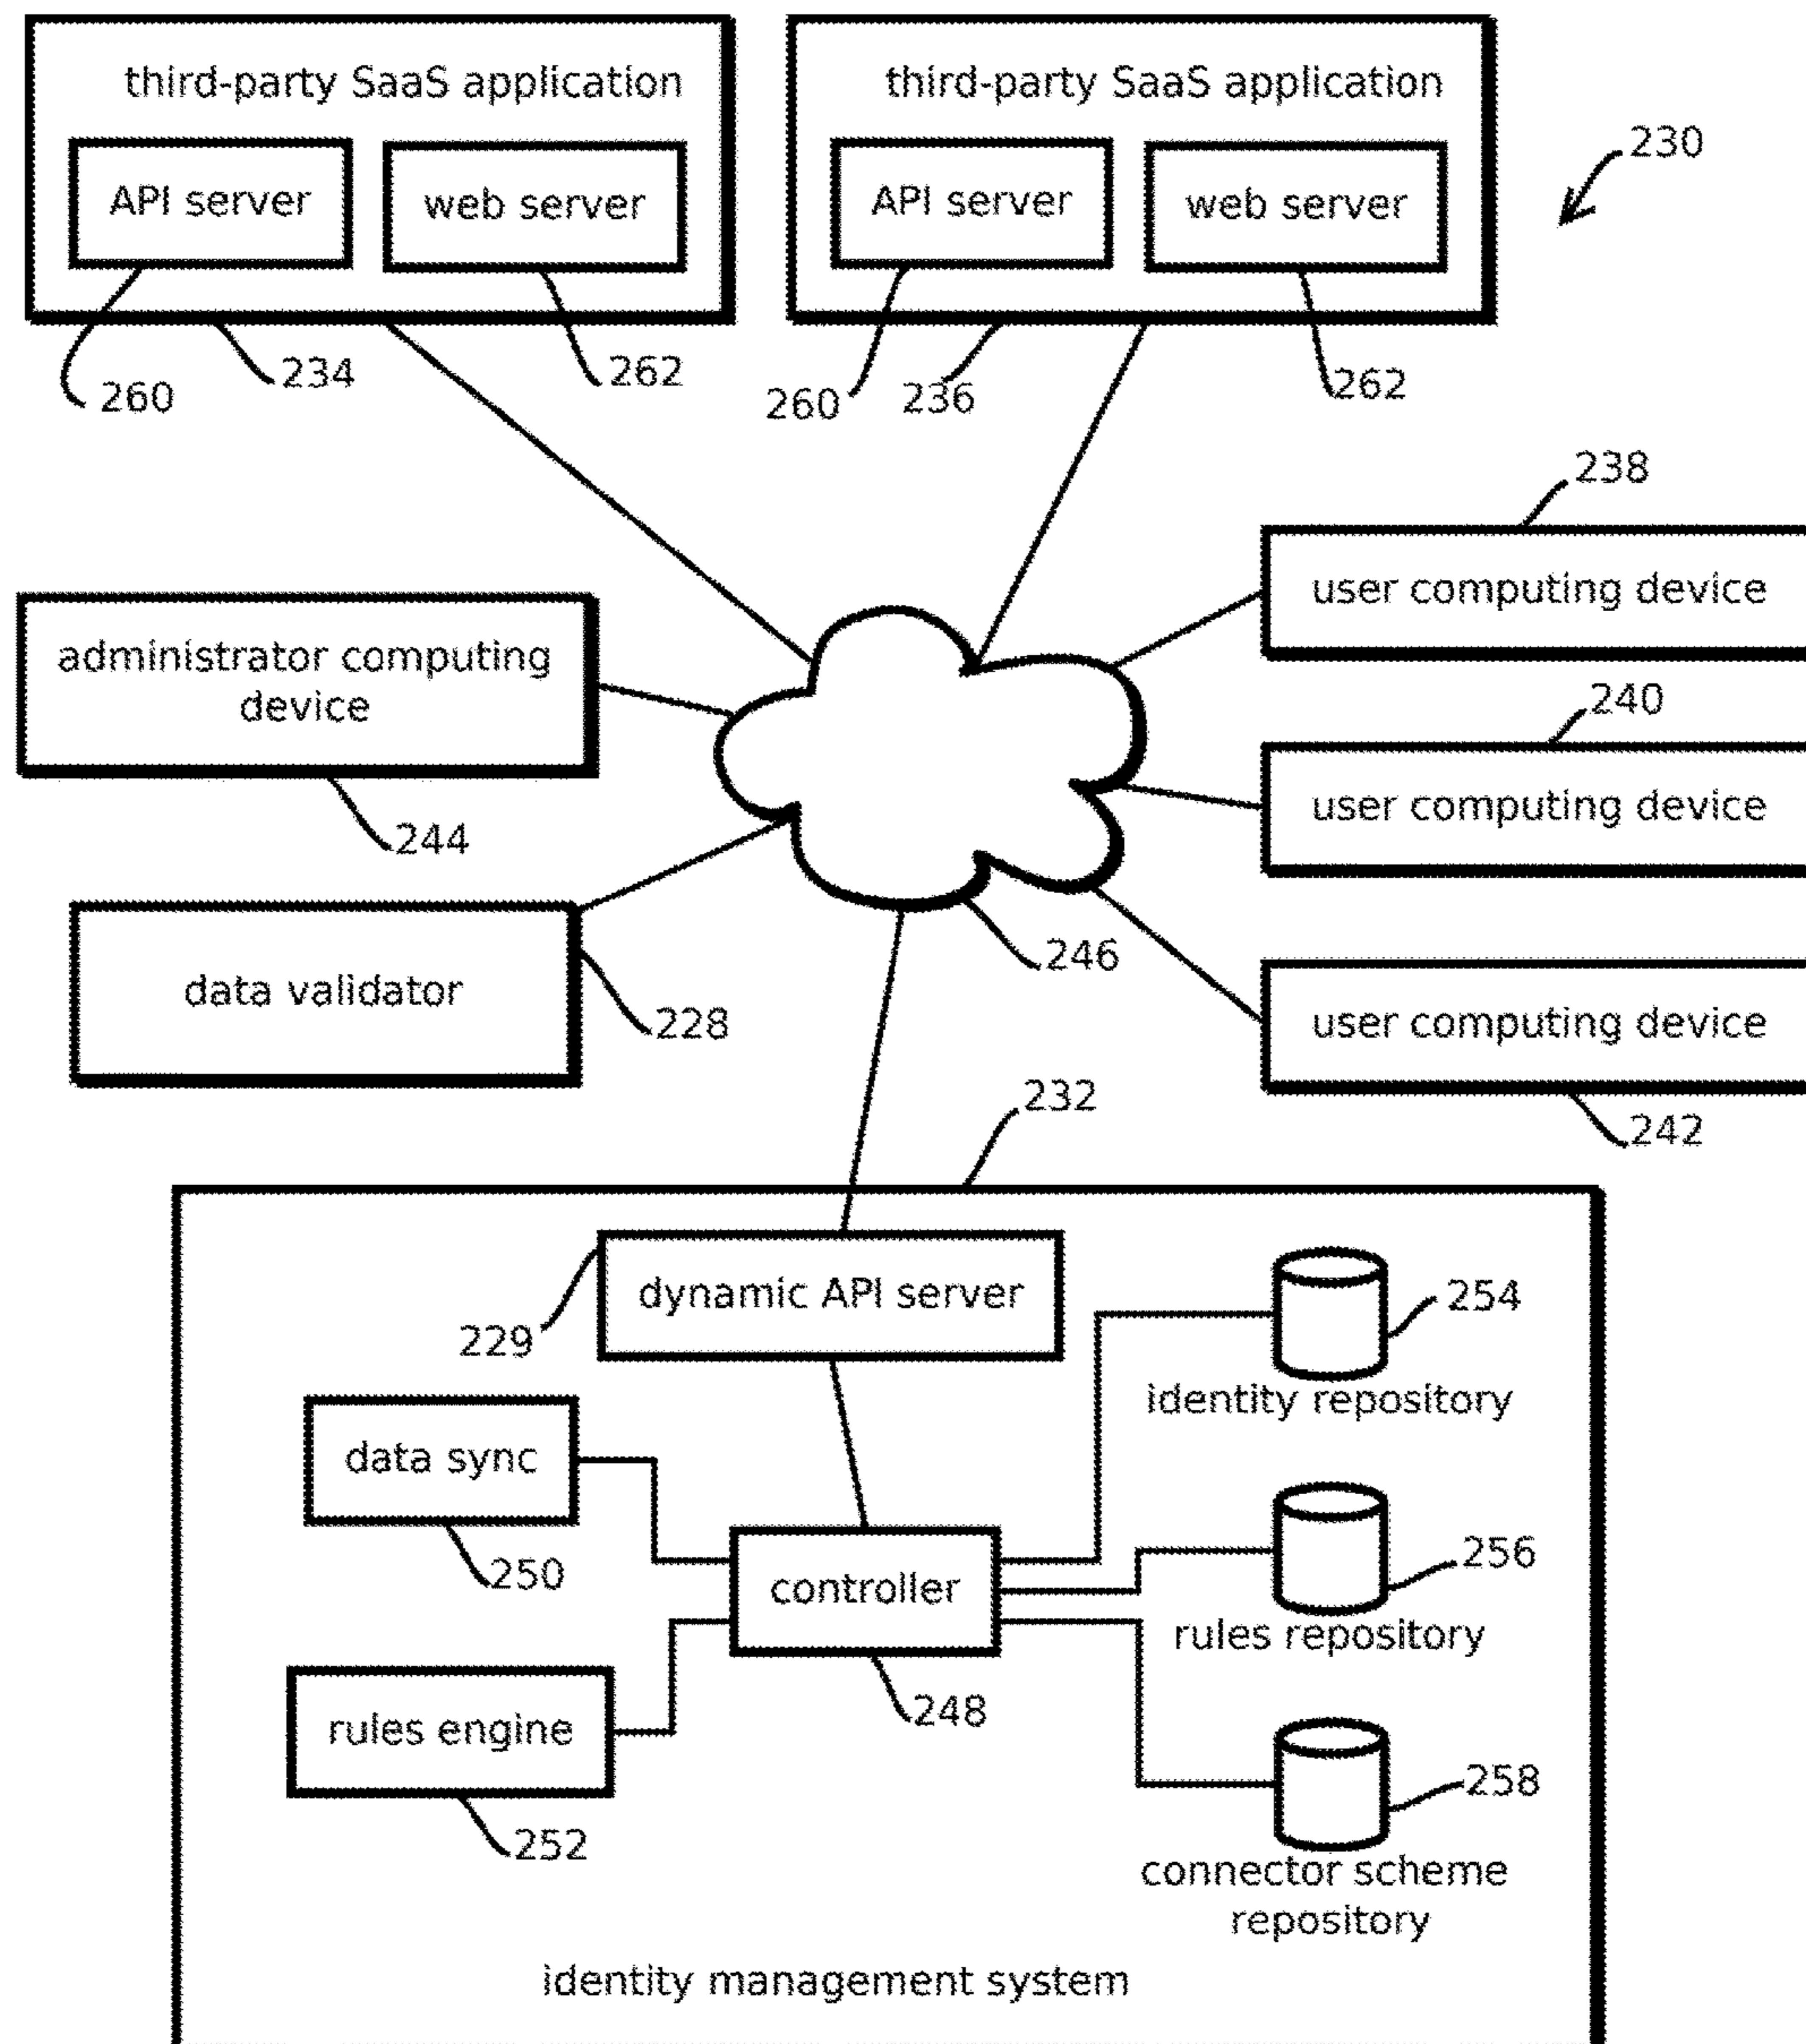 third-party SaaS application
API server
web server
260
234
262
third-party SaaS application
API server
web server
260
236
262
230
238
user computing device
240
user computing device
user computing device
242
administrator computing
device
244
data validator
228
246
232
dynamic API server
229
data sync
250
controller
248
rules engine
252
254
identity repository
256
rules repository
258
connector scheme
repository
identity management system